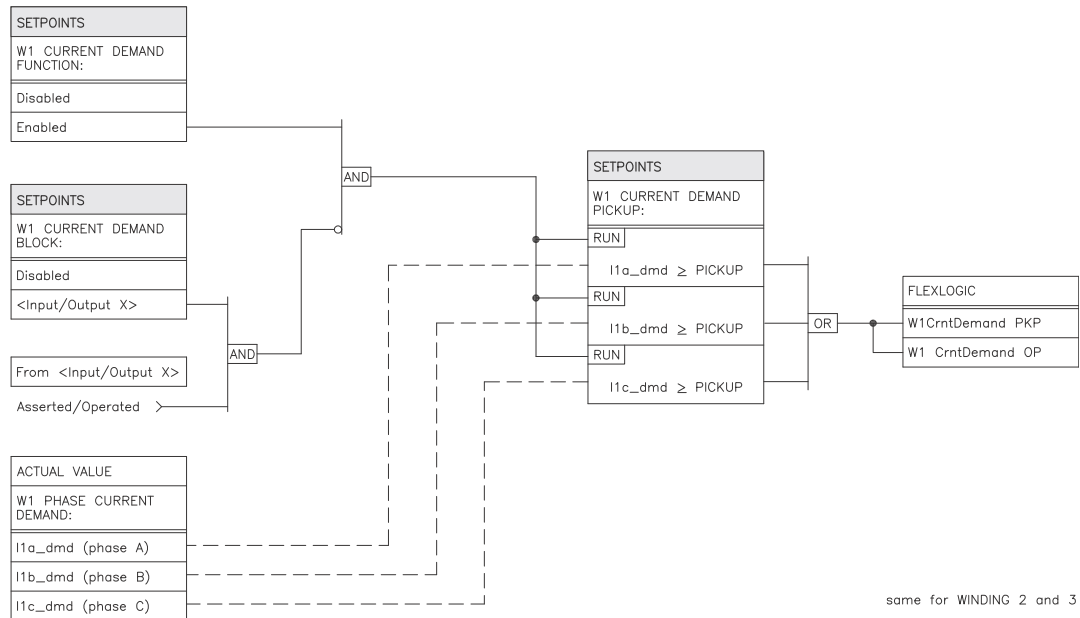 SETPOINTS
W1 CURRENT DEMAND
FUNCTION:
Disabled
Enabled
AND
SETPOINTS
W1 CURRENT DEMAND
BLOCK:
Disabled
<Input/Output X>
AND
From <Input/Output X>
Asserted/Operated
ACTUAL VALUE
W1 PHASE CURRENT
DEMAND:
I1a_dmd (phase A)
I1b_dmd (phase B)
I1c_dmd (phase C)
SETPOINTS
W1 CURRENT DEMAND
PICKUP:
RUN
I1a_dmd ≥ PICKUP
RUN
I1b_dmd ≥ PICKUP
RUN
I1c_dmd ≥ PICKUP
OR
FLEXLOGIC
W1CrntDemand PKP
W1 CrntDemand OP
same for WINDING 2 and 3